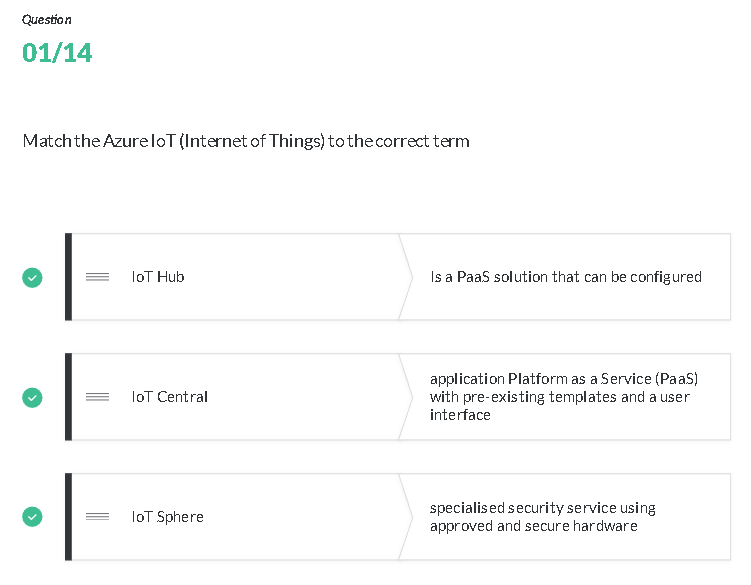 Question
01/14
Match the Azure IoT (Internet of Things) to the correct term
IoT Hub
Is a PaaS solution that can be configured
IoT Central
application Platform as a Service (PaaS)
with pre-existing templates and a user
interface
IoT Sphere
specialised security service using
approved and secure hardware